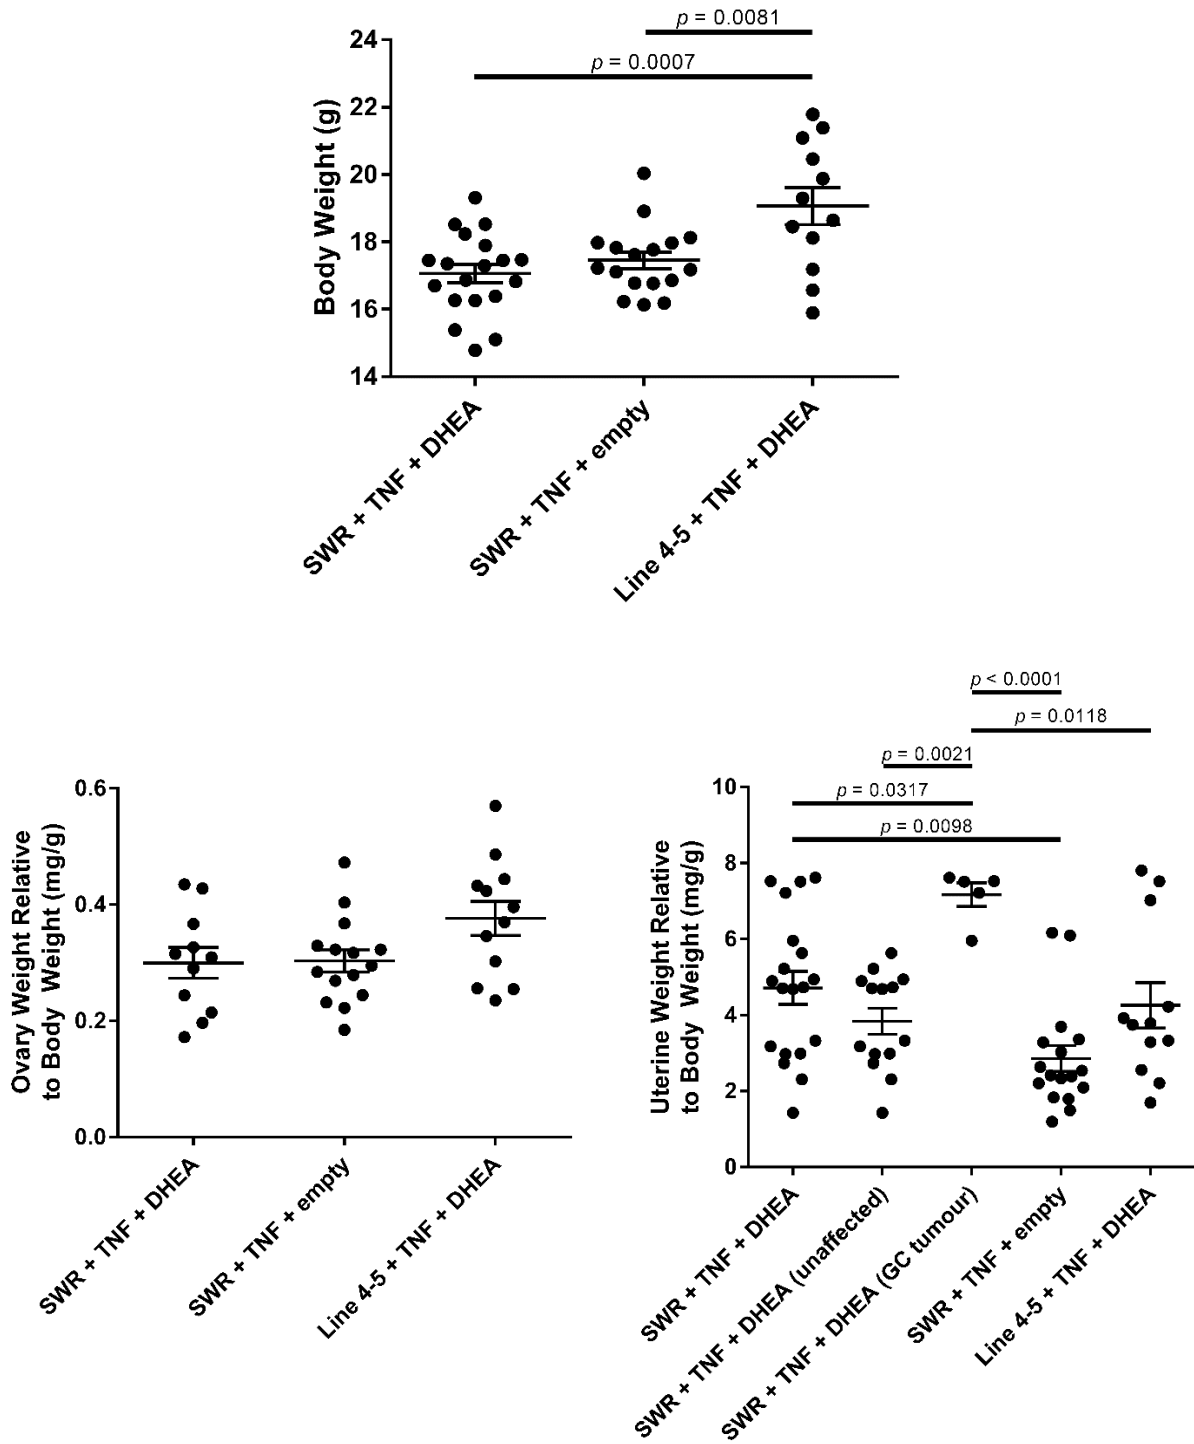 p = 0.0081
p = 0.0007
Body Weight (g)
24
22
20
18
16
14
SWR + TNF + DHEA
SWR + TNF + empty
Line 4-5 + TNF + DHEA
Ovary Weight Relative
to Body Weight (mg/g)
0.6
0.4
0.2
0.0
SWR + TNF + DHEA
SWR + TNF + empty
Line 4-5 + TNF + DHEA
p < 0.0001
p = 0.0118
p = 0.0021
p = 0.0317
p = 0.0098
Uterine Weight Relative
to Body Weight (mg/g)
10
8
6
4
2
0
SWR + TNF + DHEA
SWR + TNF + DHEA (unaffected)
SWR + TNF + DHEA (GC tumour)
SWR + TNF + empty
Line 4-5 + TNF + DHEA